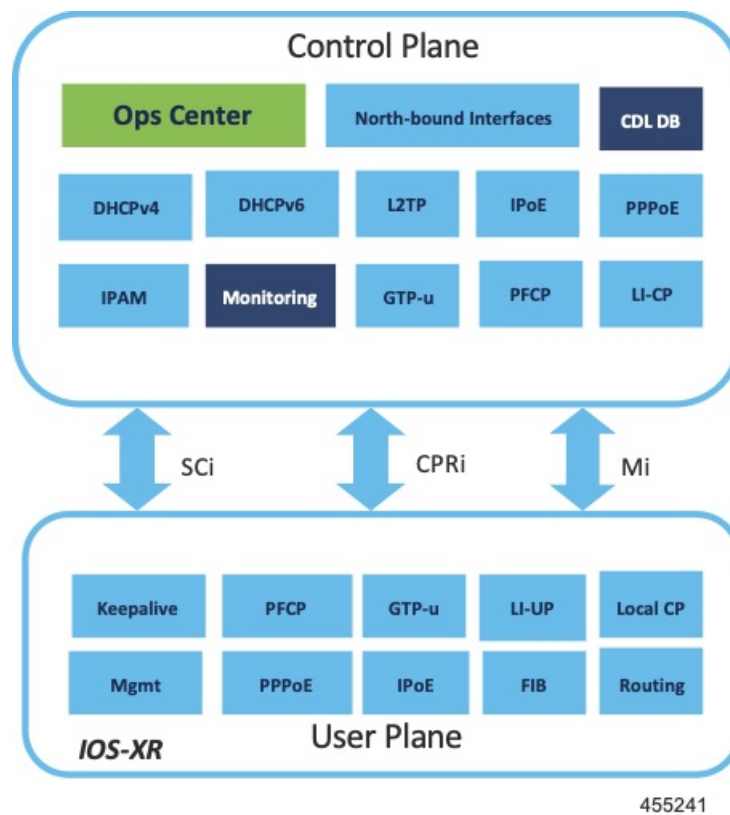 Control Plane
Ops Center
North-bound Interfaces
CDL DB
DHCPv4
DHCPv6
L2TP
IPoE
PPPoE
IPAM
Monitoring
GTP-u
PFCP
LI-CP
SCi
CPRi
Mi
Keepalive
PFCP
GTP-u
LI-UP
Local CP
Mgmt
PPPoE
IPoE
FIB
Routing
IOS-XR
User Plane
455241